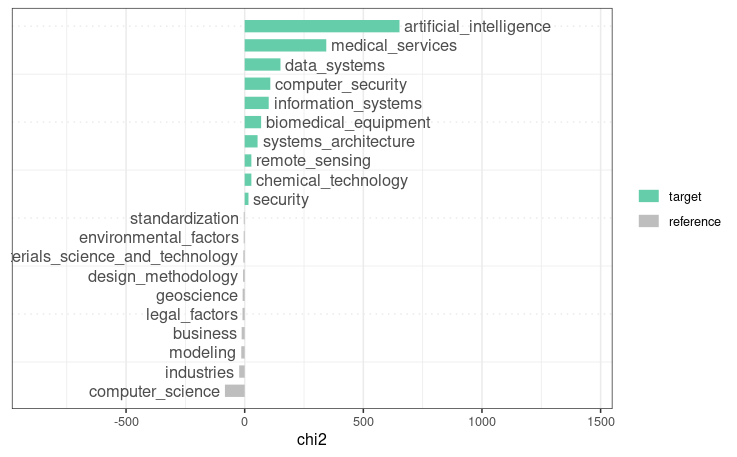 artificial_intelligence
medical_services
data_systems
computer_security
information_systems
biomedical_equipment
systems_architecture
remote_sensing
chemical_technology
security
standardization
environmental_factors
erials_science_and_technology
design_methodology
geoscience
legal_factors
business
modeling
industries
computer_science
-500 0 500 1000 1500
chi2
target
reference